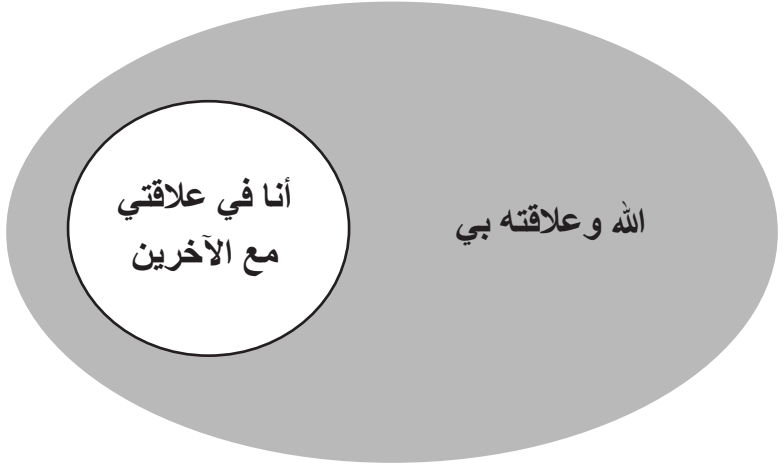 الله وعلاقته بي
أنا في علاقتي
مع الآخرين